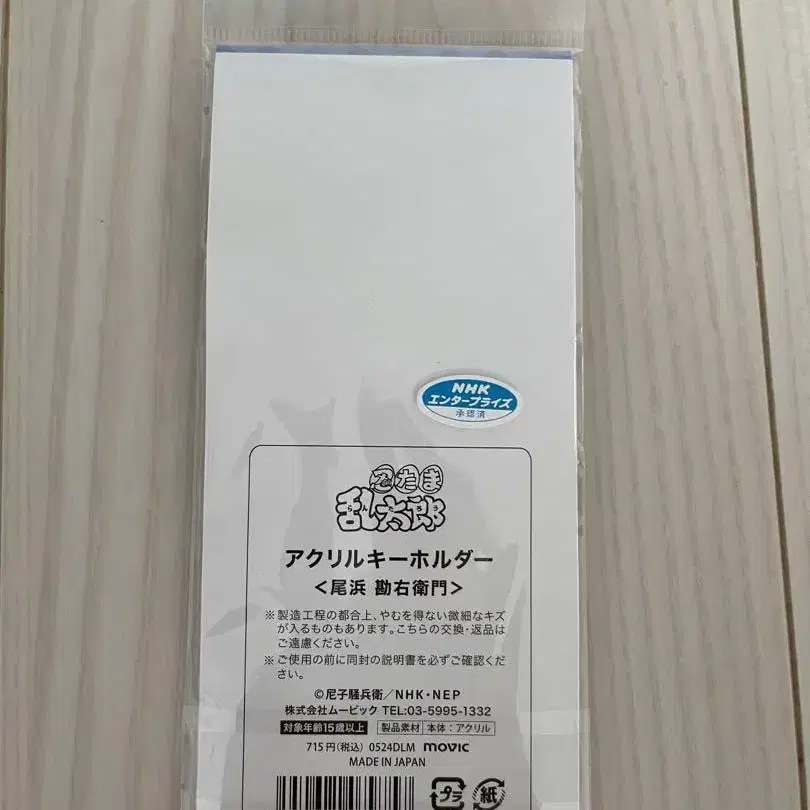 NHK
エンタープライズ
承認済
忍たま
乱太郎
アクリルキーホルダー
<尾浜 勘右衛門>
※製造工程の都合上、やむを得ない微細なキズ
が入るものもあります。こちらの交換・返品は
ご遠慮ください。
※ご使用の前に同封の説明書を必ずご確認くだ
さい。
©尼子騒兵衛/NHK・NEP
株式会社ムービック TEL:03-5995-1332
対象年齢15歳以上 製品素材 本体:アクリル
715円(税込) 0524DLM movic
MADE IN JAPAN
プラ 紙